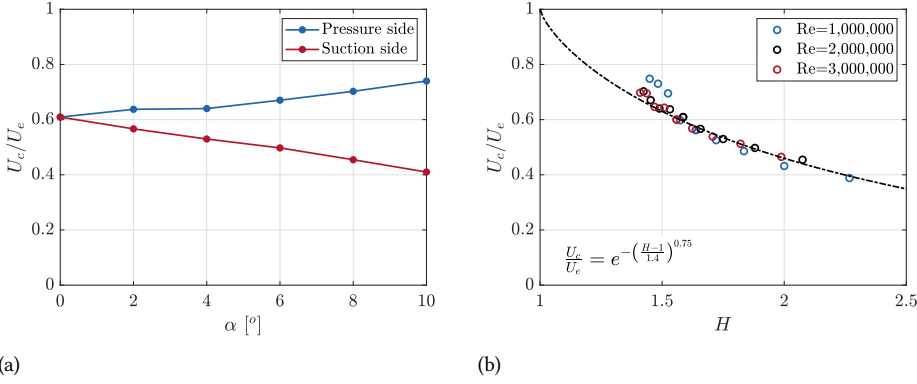 1
0.8
0.6
0.4
0.2
0
U_c/U_e
Pressure side
Suction side
0 2 4 6 8 10
α [°]
(a)
1
0.8
0.6
0.4
0.2
0
U_c/U_e
Re=1,000,000
Re=2,000,000
Re=3,000,000
U_c/U_e = e^{-((H-1)/1.4)^{0.75}}
1 1.5 2 2.5
H
(b)